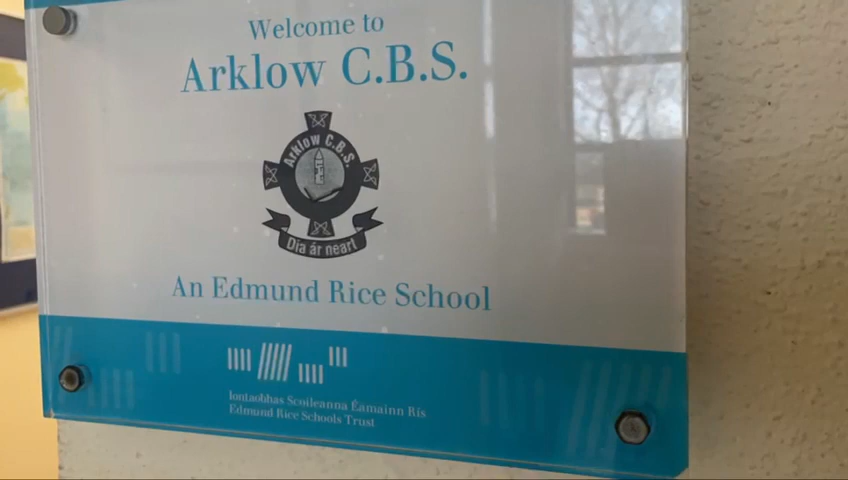 Welcome to
Arklow C.B.S.
Arklow C.B.S.
Dia ár neart
An Edmund Rice School
Iontaobhas Scoileanna Éamainn Rís
Edmund Rice Schools Trust